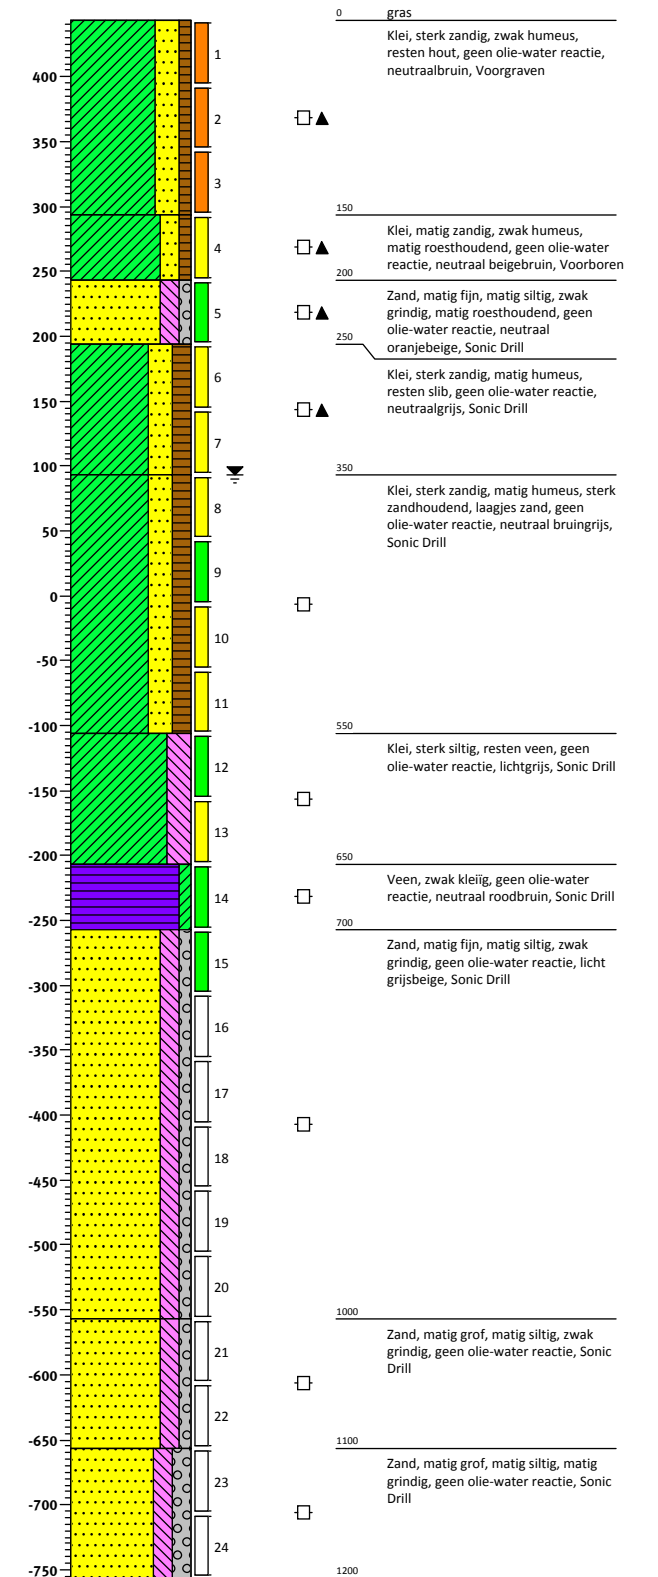 0 gras
Klei, sterk zandig, zwak humeus,
resten hout, geen olie-water reactie,
neutraalbruin, Voorgraven
1
400
2
350
3
300
150
Klei, matig zandig, zwak humeus,
matig roesthoudend, geen olie-water
reactie, neutraal beigebruin, Voorboren
4
250
200
Zand, matig fijn, matig siltig, zwak
grindig, matig roesthoudend, geen
olie-water reactie, neutraal
oranjebeige, Sonic Drill
5
200
250
Klei, sterk zandig, matig humeus,
resten slib, geen olie-water reactie,
neutraalgrijs, Sonic Drill
6
150
7
100
350
Klei, sterk zandig, matig humeus, sterk
zandhoudend, laagjes zand, geen
olie-water reactie, neutraal bruingrijs,
Sonic Drill
8
50
9
0
10
-50
11
-100
550
Klei, sterk siltig, resten veen, geen
olie-water reactie, lichtgrijs, Sonic Drill
12
-150
13
-200
650
Veen, zwak kleiïg, geen olie-water
reactie, neutraal roodbruin, Sonic Drill
14
-250
700
Zand, matig fijn, matig siltig, zwak
grindig, geen olie-water reactie, licht
grijsbeige, Sonic Drill
15
-300
16
-350
17
-400
18
-450
19
-500
20
-550
1000
Zand, matig grof, matig siltig, zwak
grindig, geen olie-water reactie, Sonic
Drill
21
-600
22
-650
1100
Zand, matig grof, matig siltig, matig
grindig, geen olie-water reactie, Sonic
Drill
23
-700
24
-750
1200